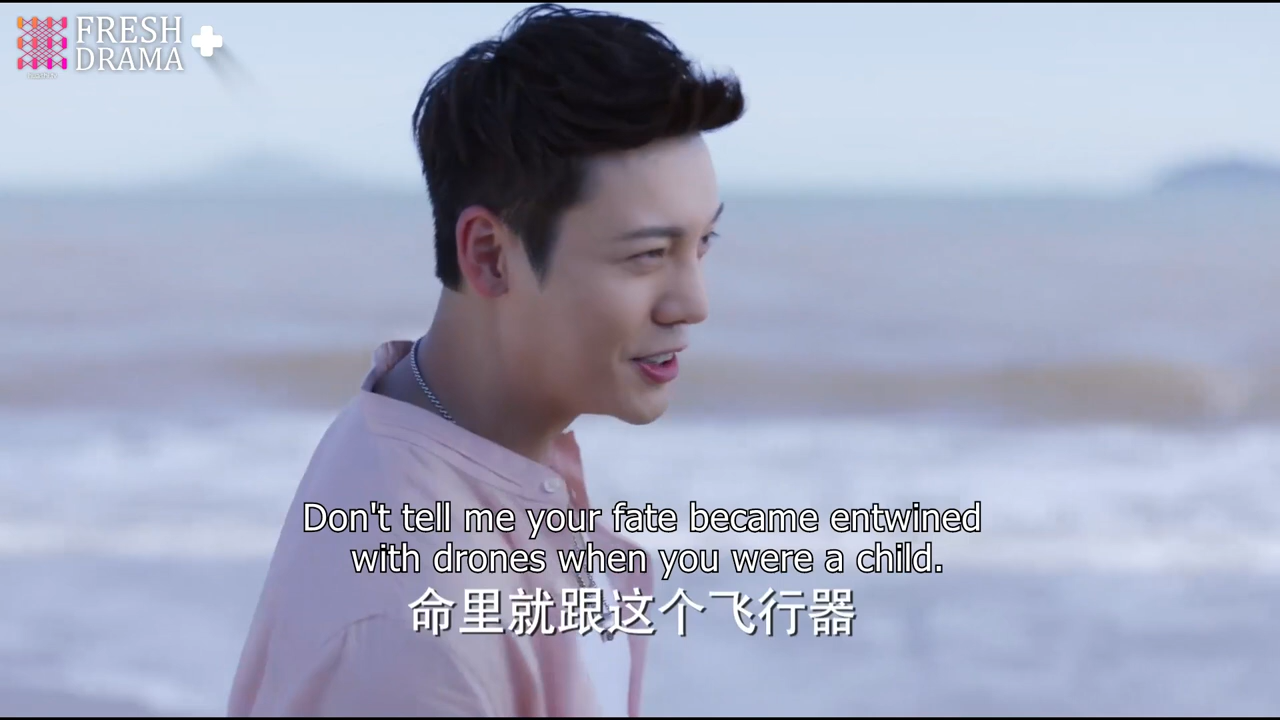 FRESH
DRAMA
Don't tell me your fate became entwined
with drones when you were a child.
命里就跟这个飞行器